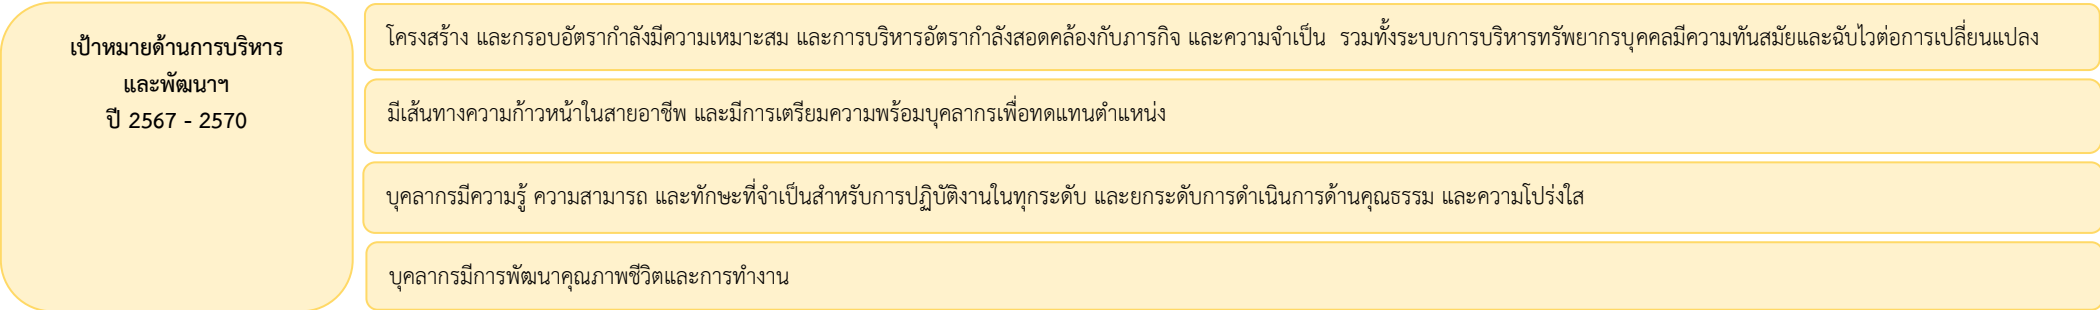 เป้าหมายด้านการบริหาร
และพัฒนาฯ
ปี 2567 - 2570
โครงสร้าง และกรอบอัตรากำลังมีความเหมาะสม และการบริหารอัตรากำลังสอดคล้องกับภารกิจ และความจำเป็น รวมทั้งระบบการบริหารทรัพยากรบุคคลมีความทันสมัยและฉับไวต่อการเปลี่ยนแปลง
มีเส้นทางความก้าวหน้าในสายอาชีพ และมีการเตรียมความพร้อมบุคลากรเพื่อทดแทนตำแหน่ง
บุคลากรมีความรู้ ความสามารถ และทักษะที่จำเป็นสำหรับการปฏิบัติงานในทุกระดับ และยกระดับการดำเนินการด้านคุณธรรม และความโปร่งใส
บุคลากรมีการพัฒนาคุณภาพชีวิตและการทำงาน